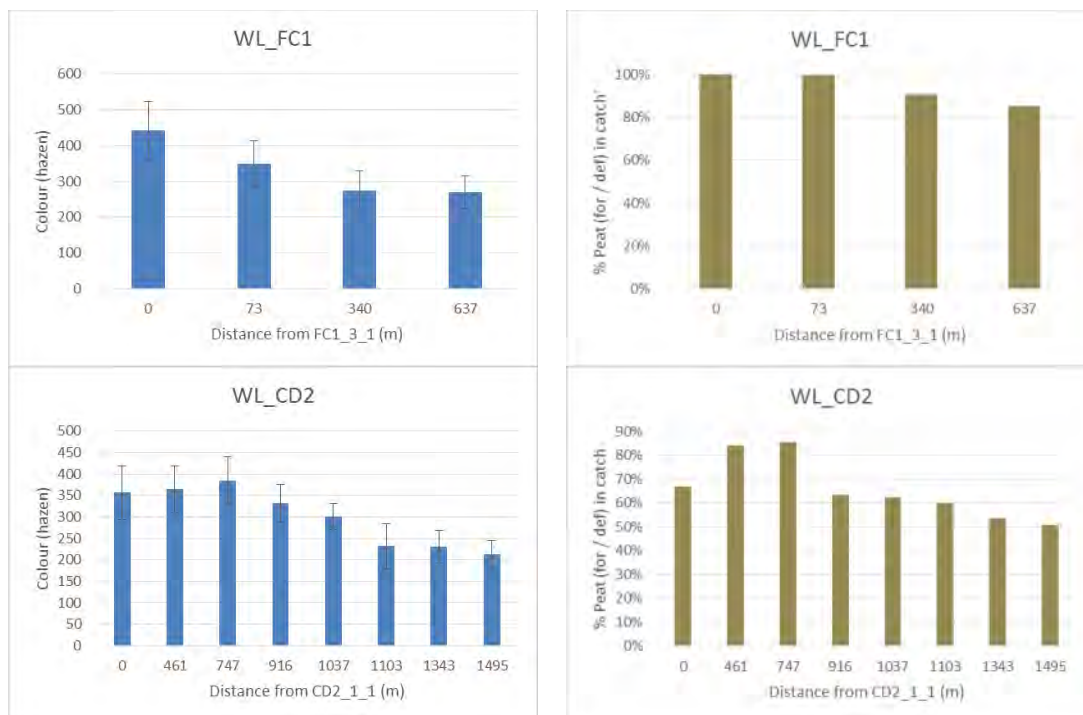 WL_FC1
600
500
400
300
200
100
0
Colour (hazen)
0 73 340 637
Distance from FC1_3_1 (m)
WL_FC1
100%
80%
60%
40%
20%
0%
% Peat (for / def) in catch'
0 73 340 637
Distance from FC1_3_1 (m)
WL_CD2
500
450
400
350
300
250
200
150
100
50
0
Colour (hazen)
0 461 747 916 1037 1103 1343 1495
Distance from CD2_1_1 (m)
WL_CD2
90%
80%
70%
60%
50%
40%
30%
20%
10%
0%
% Peat (for / def) in catch
0 461 747 916 1037 1103 1343 1495
Distance from CD2_1_1 (m)